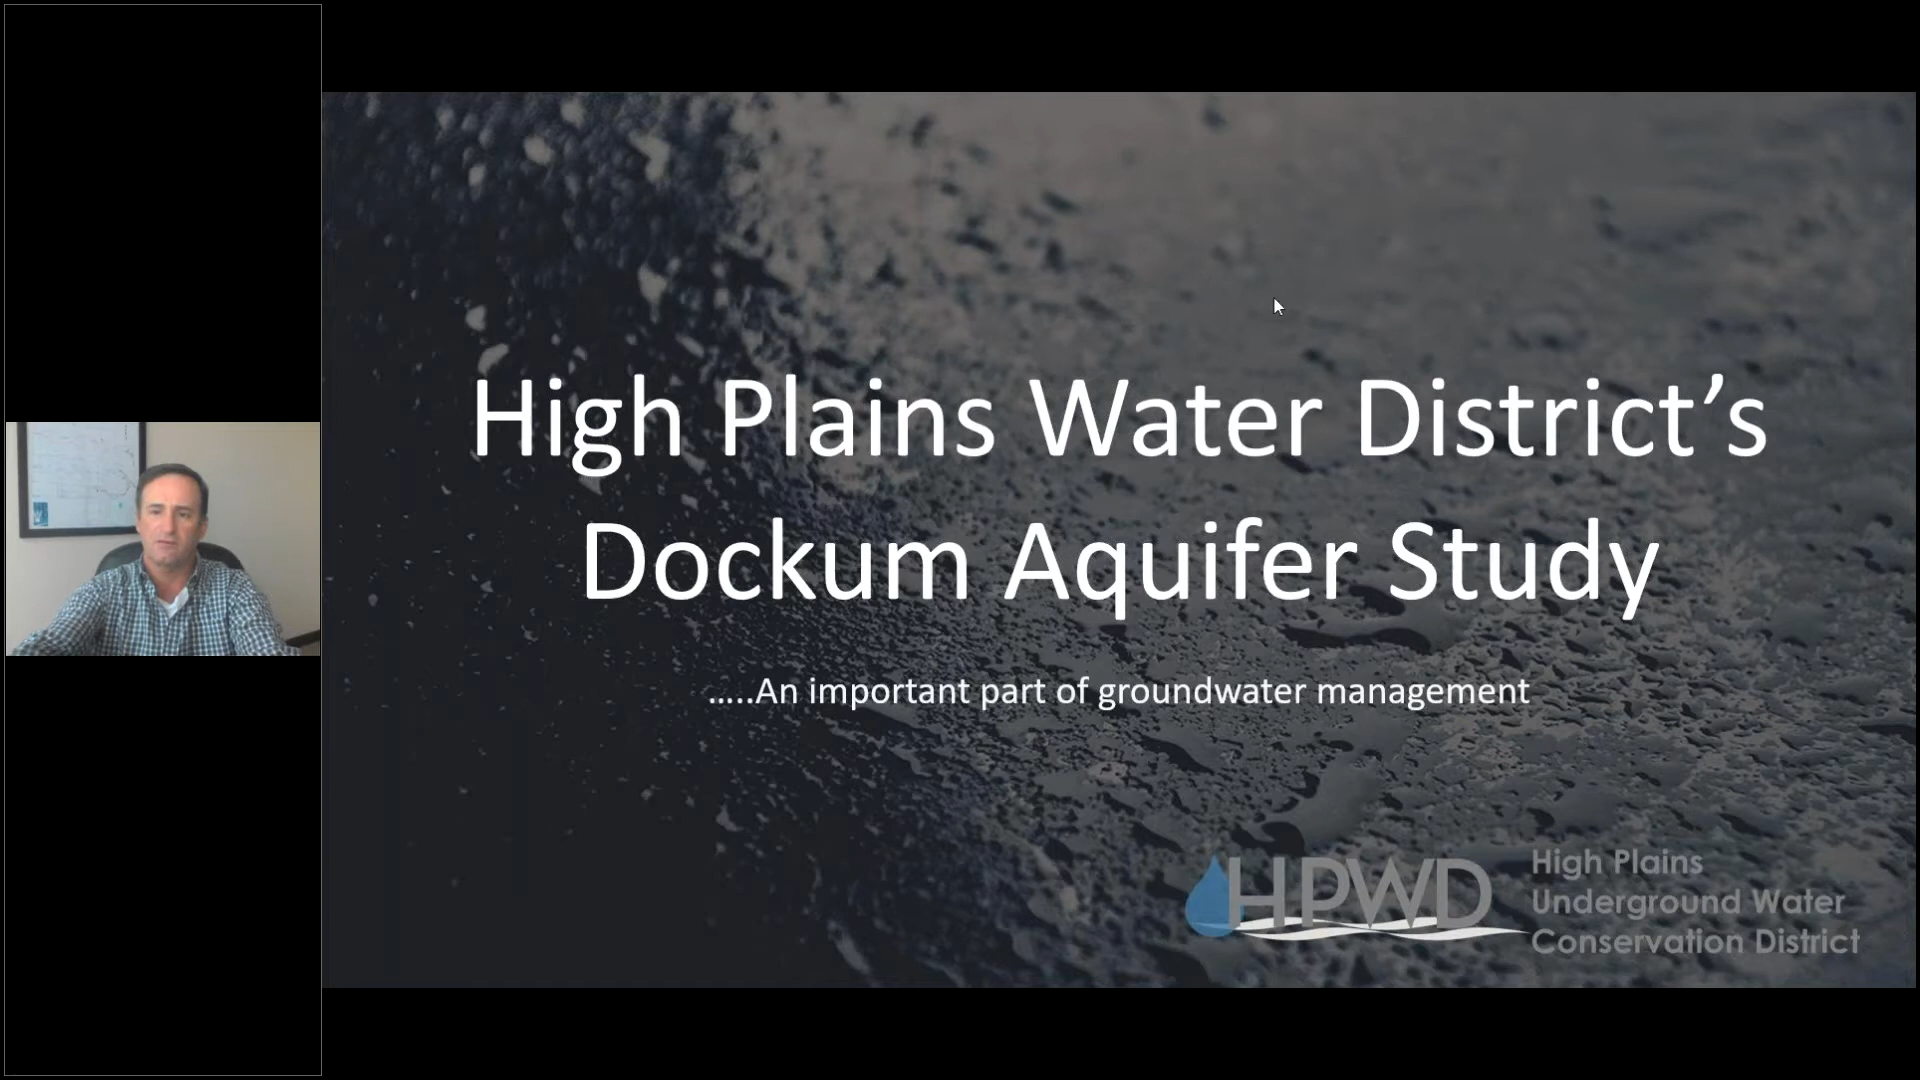 High Plains Water District’s
Dockum Aquifer Study
.....An important part of groundwater management
HPWD
High Plains
Underground Water
Conservation District